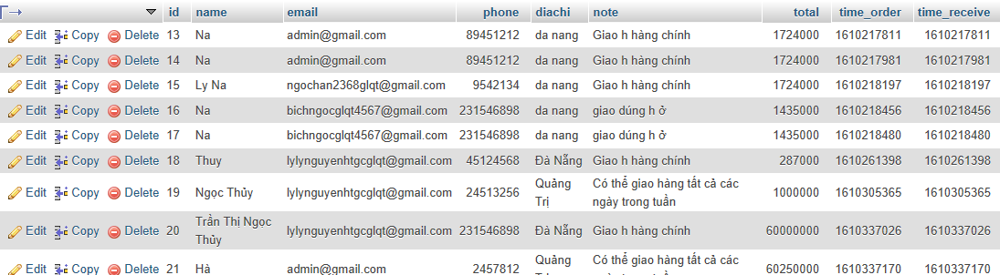 id name email phone diachi note total time_order time_receive
Edit Copy Delete 13 Na admin@gmail.com 89451212 da nang Giao h hàng chính 1724000 1610217811 1610217811
Edit Copy Delete 14 Na admin@gmail.com 89451212 da nang Giao h hàng chính 1724000 1610217981 1610217981
Edit Copy Delete 15 Ly Na ngochan2368glqt@gmail.com 9542134 da nang Giao h hàng chính 1724000 1610218197 1610218197
Edit Copy Delete 16 Na bichngocglqt4567@gmail.com 231546898 da nang giao dúng h ở 1435000 1610218456 1610218456
Edit Copy Delete 17 Na bichngocglqt4567@gmail.com 231546898 da nang giao dúng h ở 1435000 1610218480 1610218480
Edit Copy Delete 18 Thuy lylynguyenhtgcglqt@gmail.com 45124568 Đà Nẵng Giao h hàng chính 287000 1610261398 1610261398
Edit Copy Delete 19 Ngọc Thủy lylynguyenhtgcglqt@gmail.com 24513256 Quảng Trị Có thể giao hàng tất cả các ngày trong tuần 1000000 1610305365 1610305365
Edit Copy Delete 20 Trần Thị Ngọc Thủy lylynguyenhtgcglqt@gmail.com 231546898 Đà Nẵng Giao h hàng chính 60000000 1610337026 1610337026
Edit Copy Delete 21 Hà admin@gmail.com 2457812 Quảng Có thể giao hàng tất cả các 60250000 1610337170 1610337170